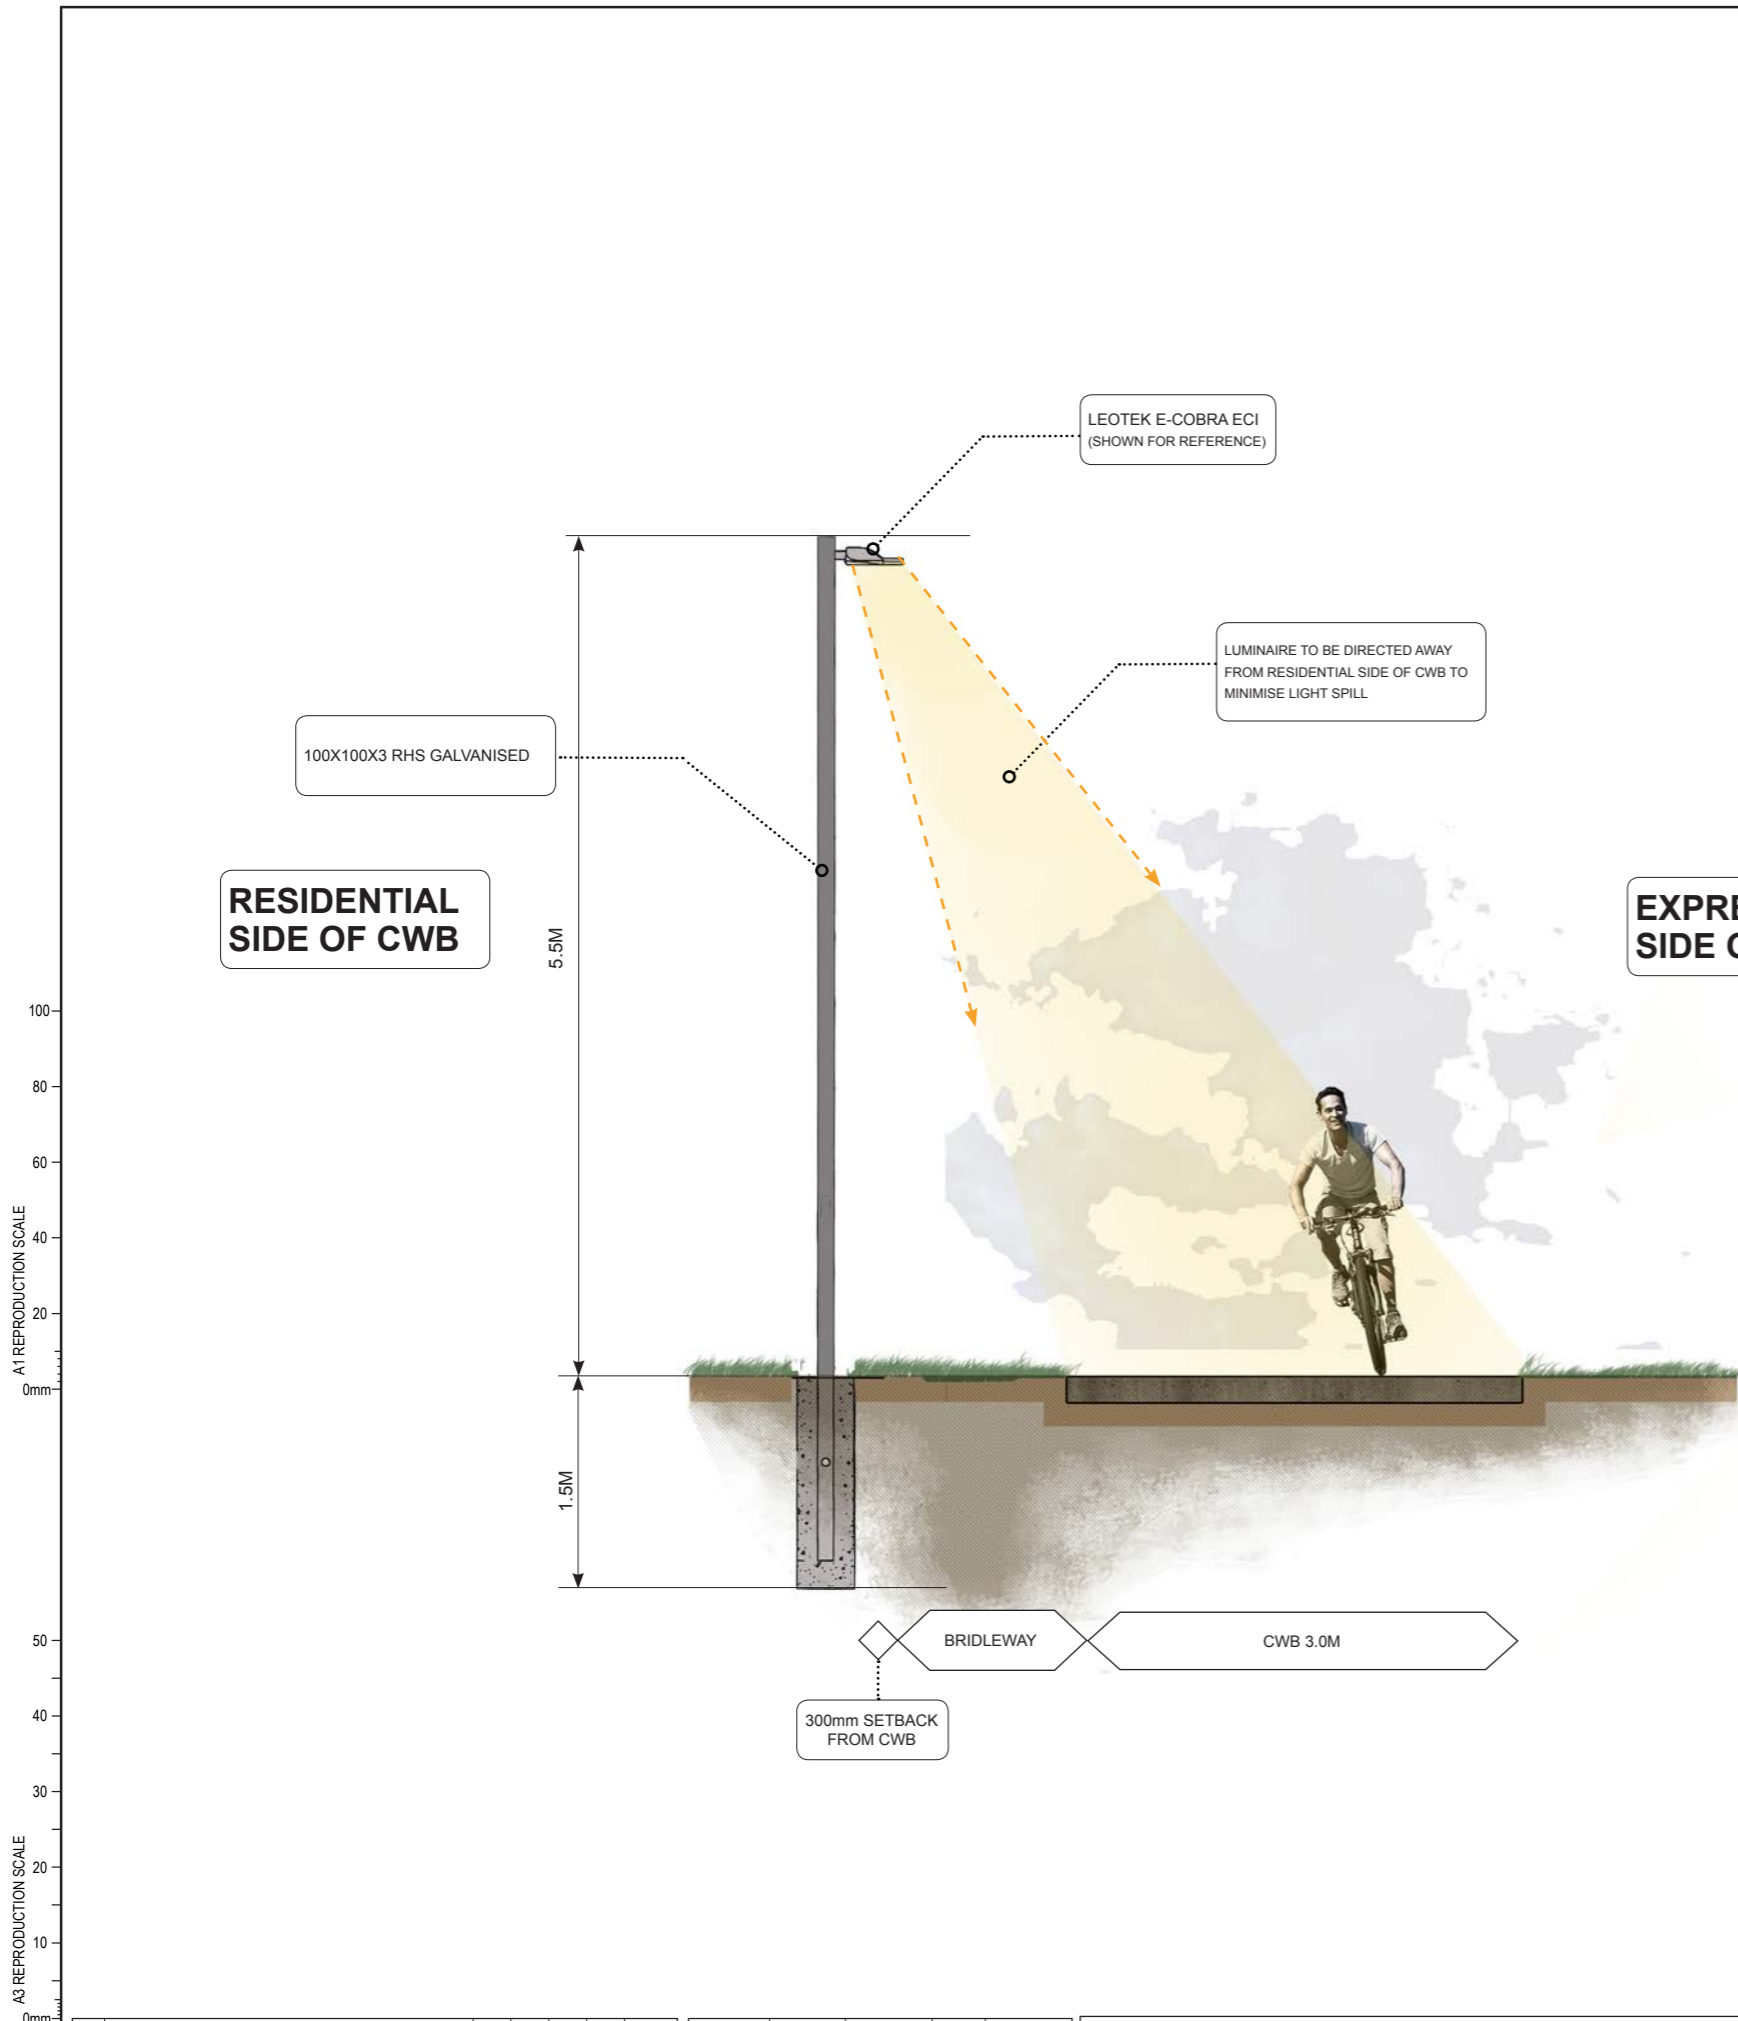 LEOTEK E-COBRA ECI
(SHOWN FOR REFERENCE)
LUMINAIRE TO BE DIRECTED AWAY
FROM RESIDENTIAL SIDE OF CWB TO
MINIMISE LIGHT SPILL
100X100X3 RHS GALVANISED
RESIDENTIAL
SIDE OF CWB
EXPRE
SIDE
5.5M
1.5M
BRIDLEWAY
CWB 3.0M
300mm SETBACK
FROM CWB
A1 REPRODUCTION SCALE
100
80
60
40
20
0mm
A3 REPRODUCTION SCALE
50
40
30
20
10
0mm